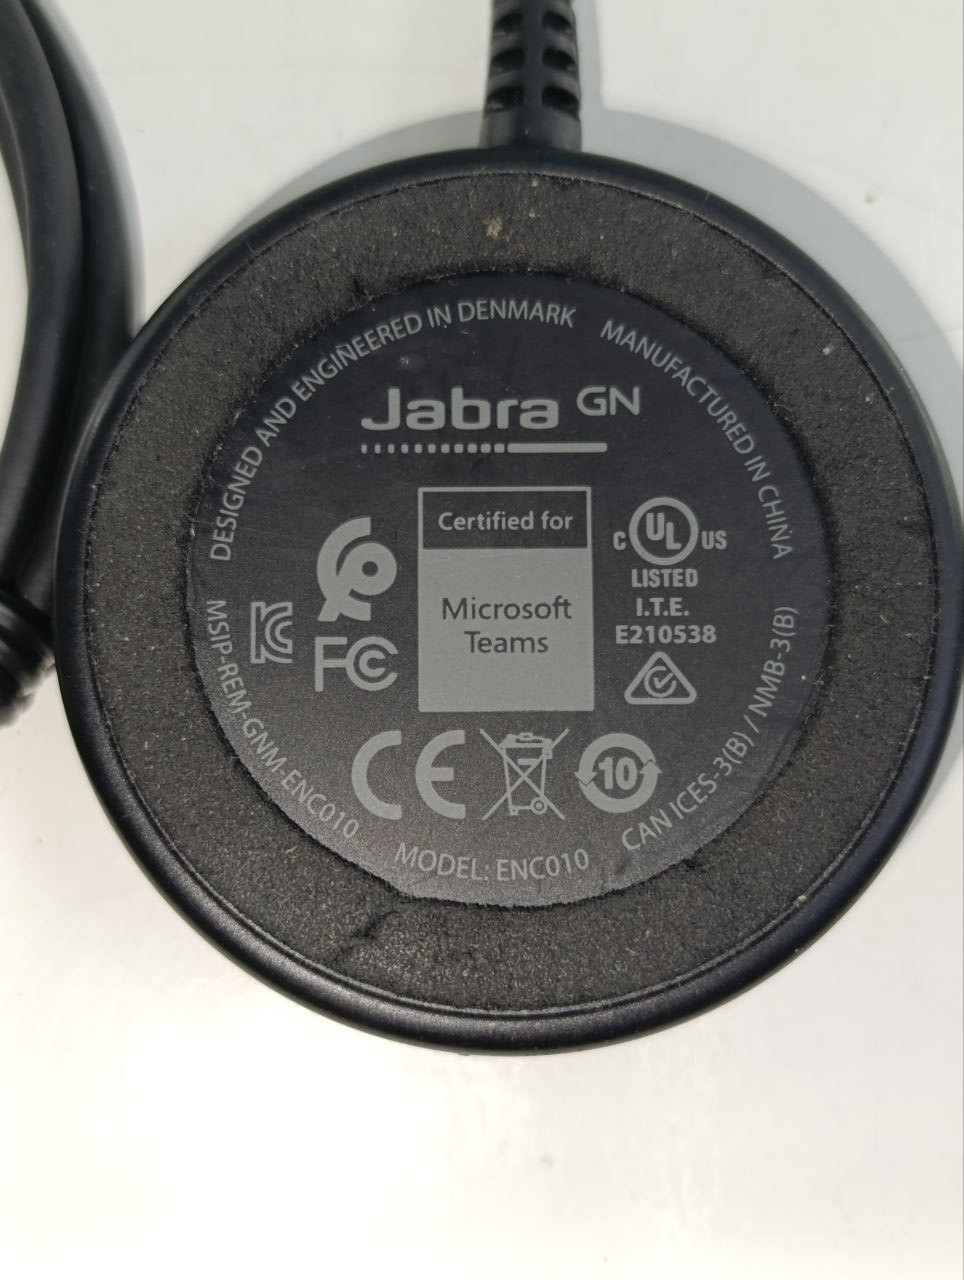 DESIGNED AND ENGINEERED IN DENMARK
MANUFACTURED IN CHINA
Jabra GN
Certified for
Microsoft
Teams
C UL US
LISTED
I.T.E.
E210538
FC
CE
10
MSIP-REM-GNM-ENC010
MODEL: ENC010
CAN ICES-3(B) / NMB-3(B)